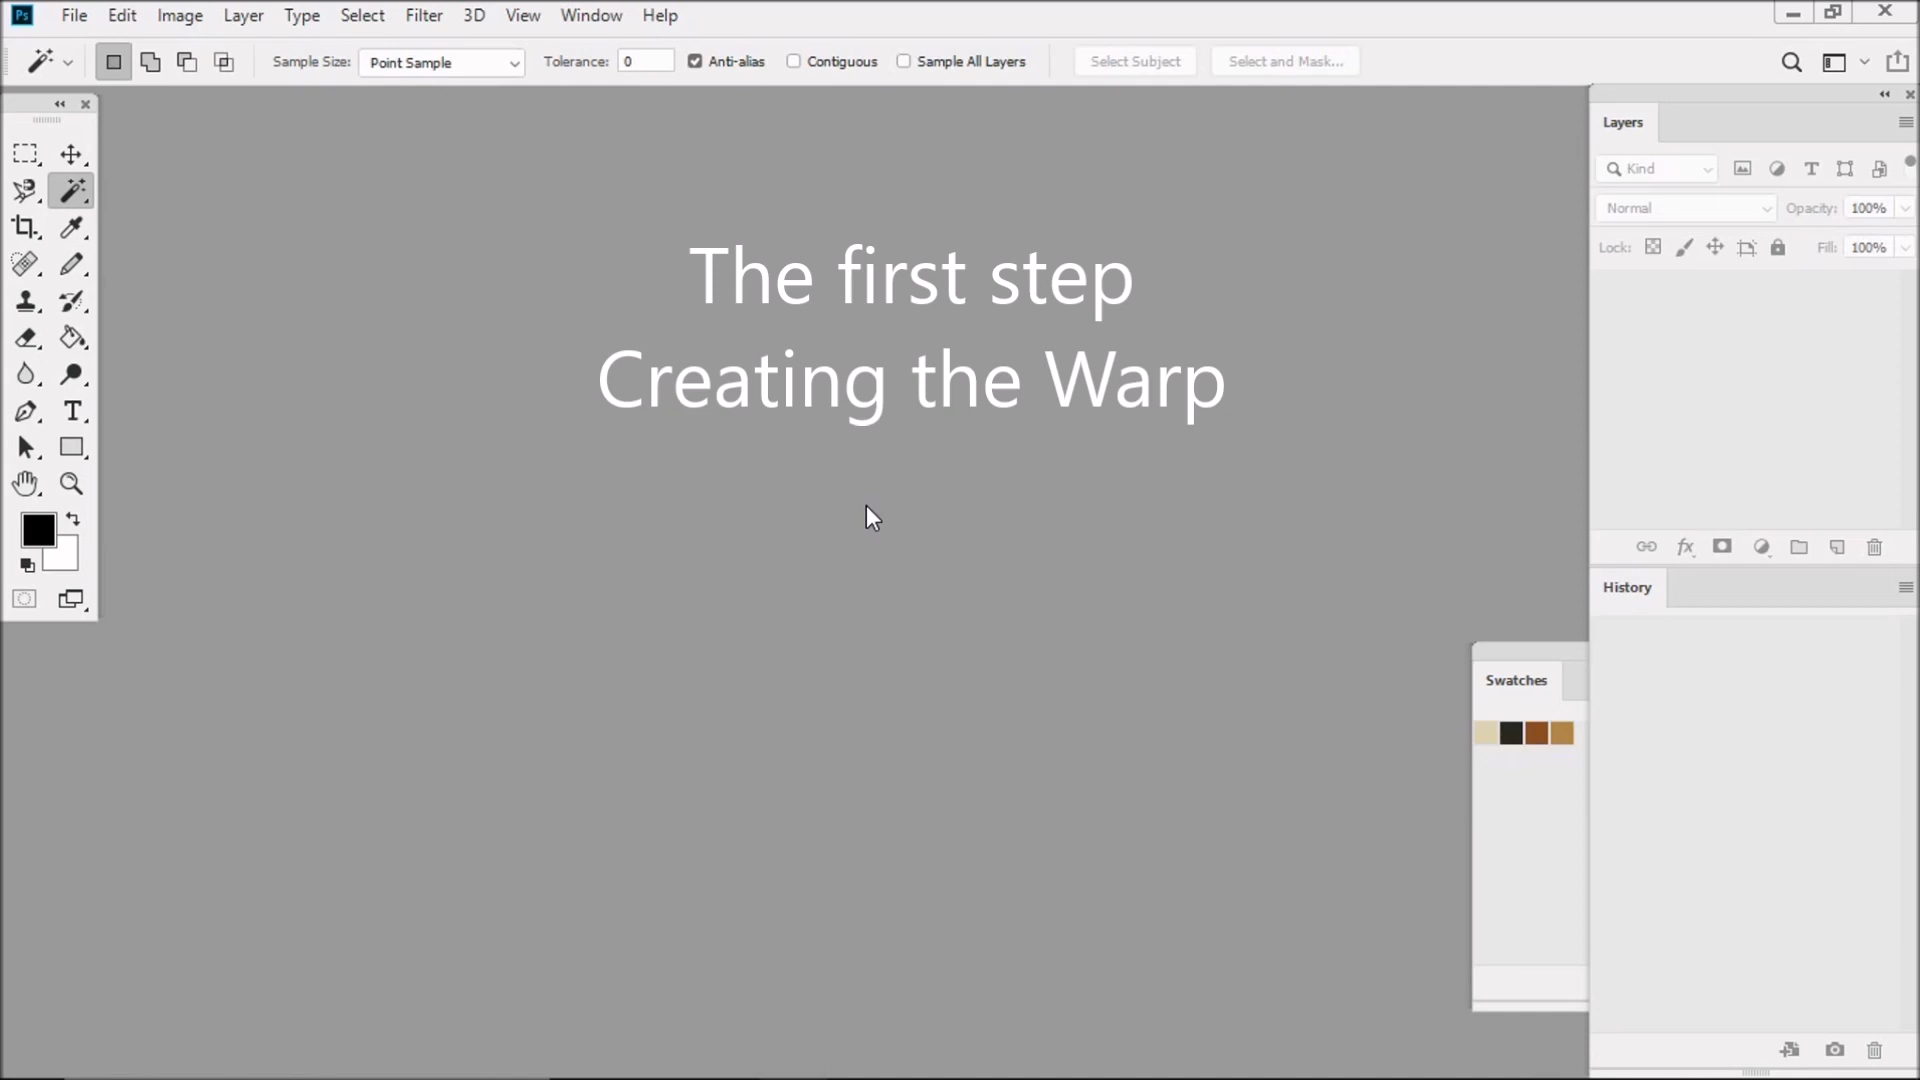 Ps File Edit Image Layer Type Select Filter 3D View Window Help
Sample Size: Point Sample Tolerance: 0 Anti-alias Contiguous Sample All Layers Select Subject Select and Mask...
Layers
Kind
Normal Opacity: 100%
Lock: Fill: 100%
The first step
Creating the Warp
fx
History
Swatches